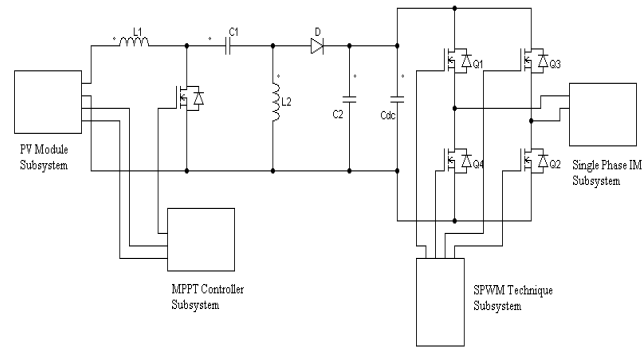 L1
C1
D
Q1
Q3
L2
C2
Cdc
PV Module
Subsystem
Q4
Q2
Single Phase IM
Subsystem
MPPT Controller
Subsystem
SPWM Technique
Subsystem